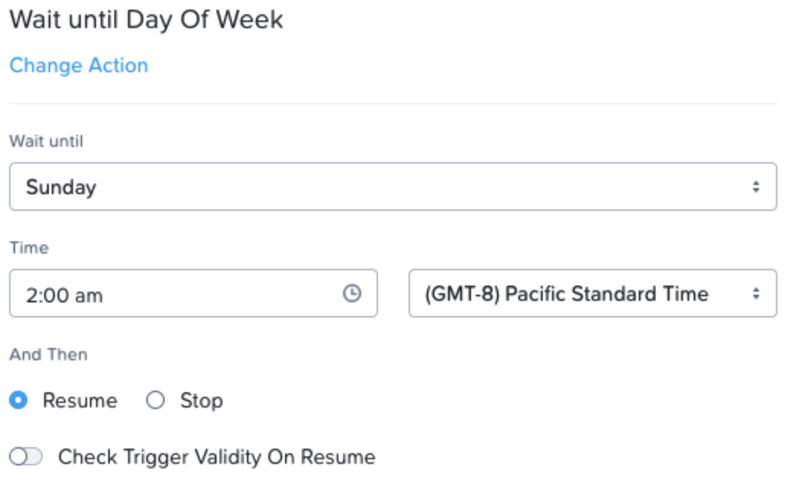 Wait until Day Of Week
Change Action
Wait until
Sunday
Time
2:00 am
(GMT-8) Pacific Standard Time
And Then
Resume Stop
Check Trigger Validity On Resume